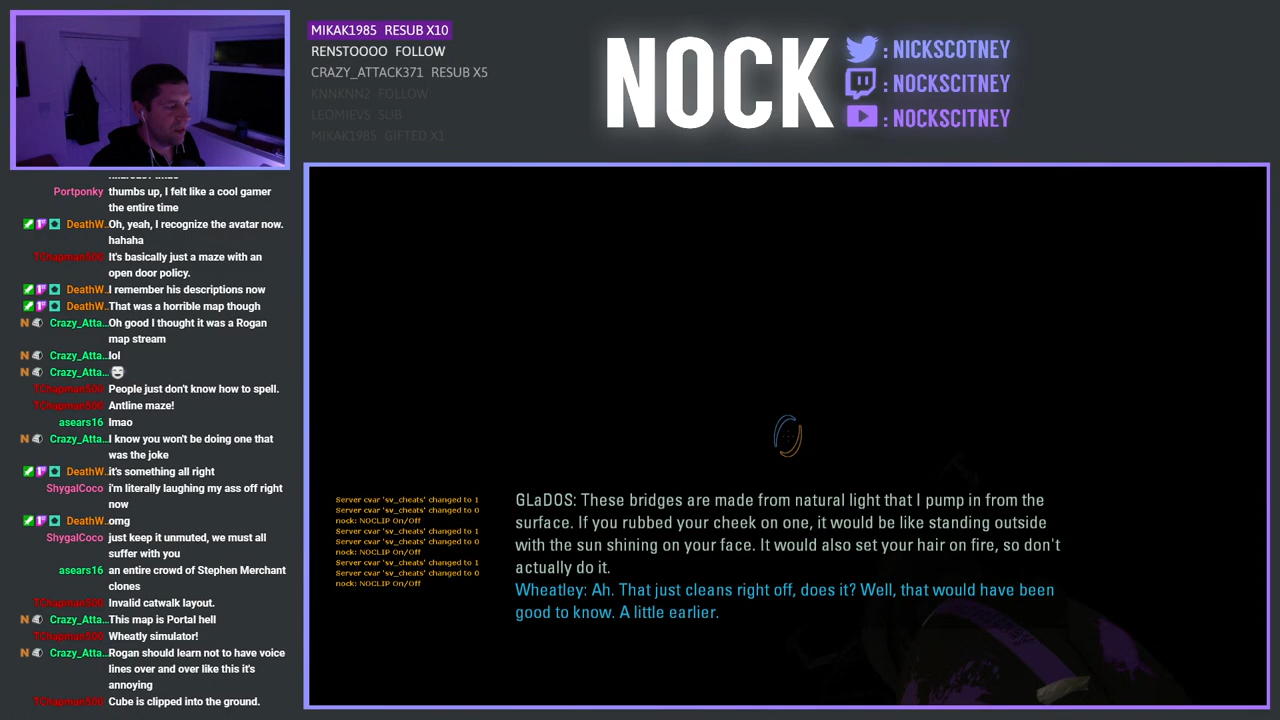 MIKAK1985 RESUB X10
RENSTOOOO FOLLOW
CRAZY_ATTACK371 RESUB X5
KNNKNN2 FOLLOW
LEOMIEVS SUB
MIKAK1985 GIFTED X1
NOCK
: NICKSCOTNEY
: NOCKSCITNEY
: NOCKSCITNEY
Portponky thumbs up, I felt like a cool gamer
the entire time
DeathW... Oh, yeah, I recognize the avatar now.
hahaha
TChapman500 It's basically just a maze with an
open door policy.
DeathW... I remember his descriptions now
DeathW... That was a horrible map though
N Crazy_Atta... Oh good I thought it was a Rogan
map stream
N Crazy_Atta... lol
N Crazy_Atta...
TChapman500 People just don't know how to spell.
TChapman500 Antline maze!
asears16 lmao
N Crazy_Atta... I know you won't be doing one that
was the joke
DeathW... it's something all right
ShygalCoco i'm literally laughing my ass off right
now
DeathW... omg
ShygalCoco just keep it unmuted, we must all
suffer with you
asears16 an entire crowd of Stephen Merchant
clones
TChapman500 Invalid catwalk layout.
N Crazy_Atta... This map is Portal hell
TChapman500 Wheatly simulator!
N Crazy_Atta... Rogan should learn not to have voice
lines over and over like this it's
annoying
TChapman500 Cube is clipped into the ground.
Server cvar 'sv_cheats' changed to 1
Server cvar 'sv_cheats' changed to 0
nock: NOCLIP On/Off
Server cvar 'sv_cheats' changed to 1
Server cvar 'sv_cheats' changed to 0
nock: NOCLIP On/Off
Server cvar 'sv_cheats' changed to 1
Server cvar 'sv_cheats' changed to 0
nock: NOCLIP On/Off
GLaDOS: These bridges are made from natural light that I pump in from the
surface. If you rubbed your cheek on one, it would be like standing outside
with the sun shining on your face. It would also set your hair on fire, so don't
actually do it.
Wheatley: Ah. That just cleans right off, does it? Well, that would have been
good to know. A little earlier.